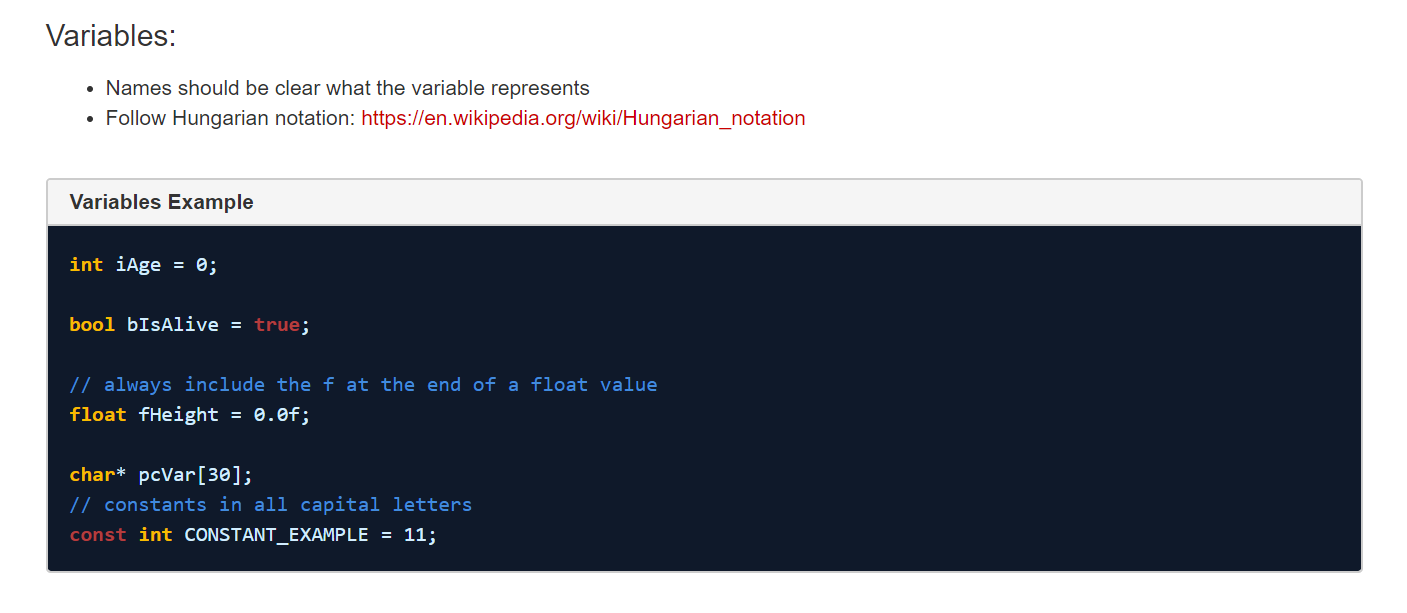 Variables:
• Names should be clear what the variable represents
• Follow Hungarian notation: https://en.wikipedia.org/wiki/Hungarian_notation
Variables Example
int iAge = 0;
bool bIsAlive = true;
// always include the f at the end of a float value
float fHeight = 0.0f;
char* pcVar[30];
// constants in all capital letters
const int CONSTANT_EXAMPLE = 11;